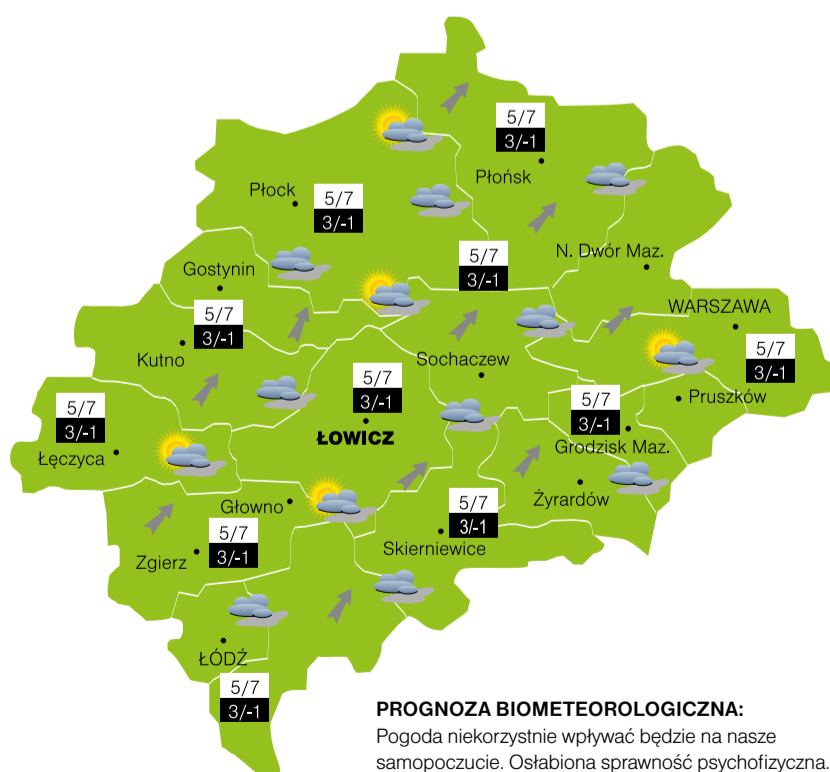 5/7
3/-1
Płońsk
Płock
5/7
3/-1
N. Dwór Maz.
5/7
3/-1
Gostynin
WARSZAWA
5/7
3/-1
Kutno
5/7
3/-1
Sochaczew
5/7
3/-1
ŁOWICZ
Pruszków
5/7
3/-1
Grodzisk Maz.
5/7
3/-1
Łęczyca
Żyrardów
Głowno
5/7
3/-1
Skierniewice
5/7
3/-1
Zgierz
ŁÓDŹ
5/7
3/-1
PROGNOZA BIOMETEOROLOGICZNA:
Pogoda niekorzystnie wpływać będzie na nasze
samopoczucie. Osłabiona sprawność psychofizyczna.